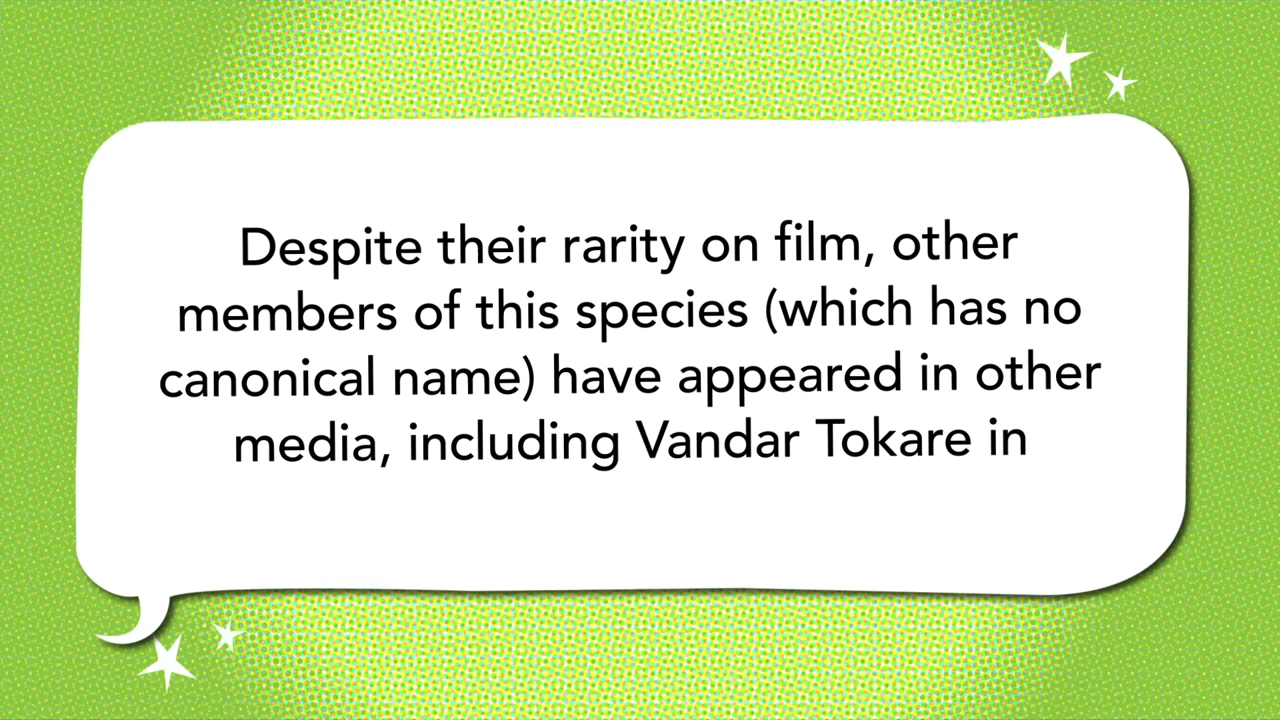 Despite their rarity on film, other
members of this species (which has no
canonical name) have appeared in other
media, including Vandar Tokare in